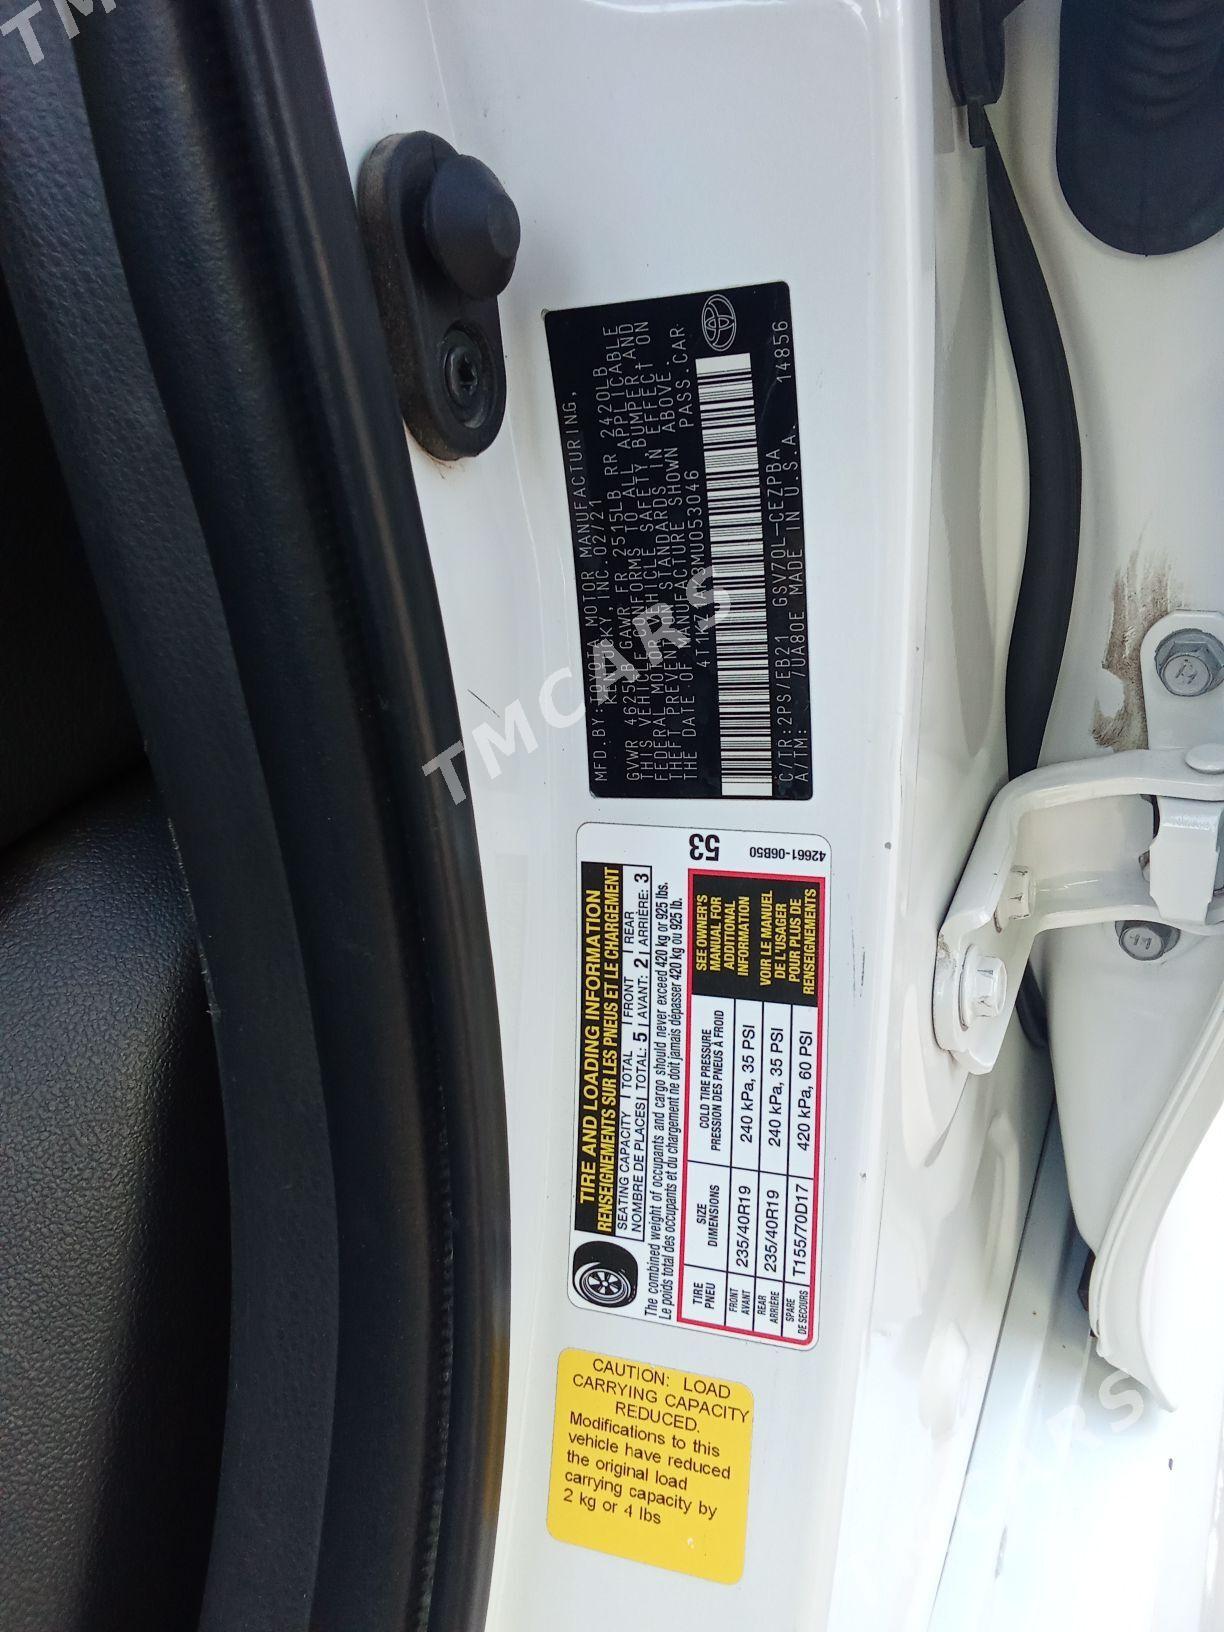 MFD.BY:TOYOTA MOTOR MANUFACTURING,
KENTUCKY,INC.02/21
GVWR 4625LB GAWR FR 2515LB RR 2420LB
THIS VEHICLE CONFORMS TO ALL APPLICABLE
FEDERAL MOTOR VEHICLE SAFETY,BUMPER,AND
THEFT PREVENTION STANDARDS IN EFFECT ON
THE DATE OF MANUFACTURE SHOWN ABOVE.
PASS.CAR
3MU053046
C/TR:2PS/EB21 GSV70L-CEZPBA 14856
A/TM: /UA80E MADE IN U.S.A.
TIRE AND LOADING INFORMATION
RENSEIGNEMENTS SUR LES PNEUS ET LE CHARGEMENT
53
42661-06B50
SEATING CAPACITY TOTAL FRONT REAR
NOMBRE DE PLACES TOTAL: 5 AVANT: 2 ARRIÈRE: 3
The combined weight of occupants and cargo should never exceed 420 kg or 925 lbs.
Le poids total des occupants et du chargement ne doit jamais dépasser 420 kg ou 925 lb.
TIRE
PNEU
SIZE
DIMENSIONS
COLD TIRE PRESSURE
PRESSION DES PNEUS À FROID
FRONT
AVANT
235/40R19
240 kPa, 35 PSI
REAR
ARRIÈRE
235/40R19
240 kPa, 35 PSI
SPARE
DE SECOURS
T155/70D17
420 kPa, 60 PSI
SEE OWNER'S
MANUAL FOR
ADDITIONAL
INFORMATION
VOIR LE MANUEL
DE L'USAGER
POUR PLUS DE
RENSEIGNEMENTS
CAUTION: LOAD
CARRYING CAPACITY
REDUCED.
Modifications to this
vehicle have reduced
the original load
carrying capacity by
2 kg or 4 lbs
TMCARS